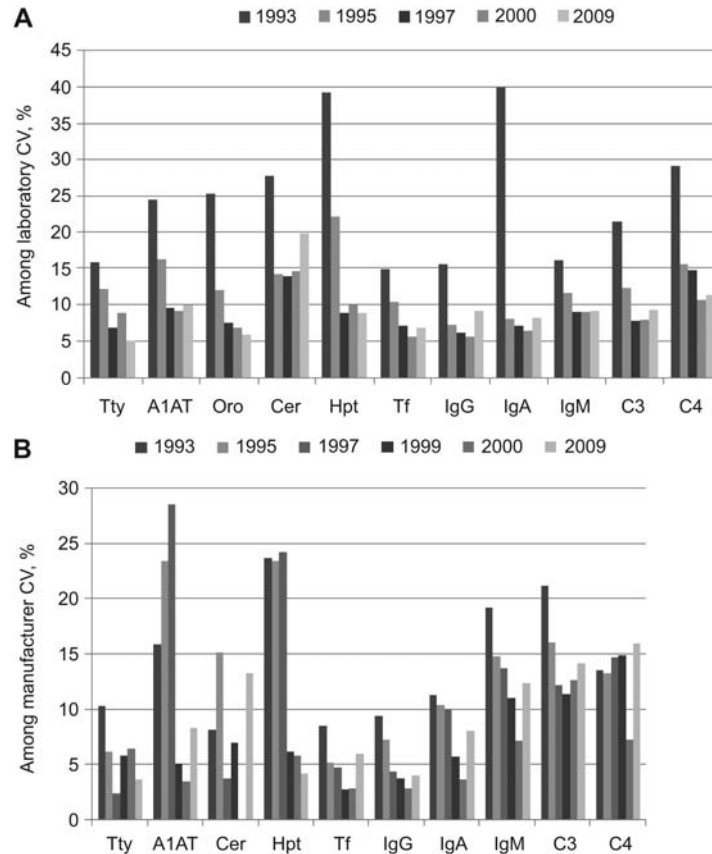 A
1993 1995 1997 2000 2009
Among laboratory CV, %
45
40
35
30
25
20
15
10
5
0
Tty A1AT Oro Cer Hpt Tf IgG IgA IgM C3 C4
B
1993 1995 1997 1999 2000 2009
Among manufacturer CV, %
30
25
20
15
10
5
0
Tty A1AT Cer Hpt Tf IgG IgA IgM C3 C4